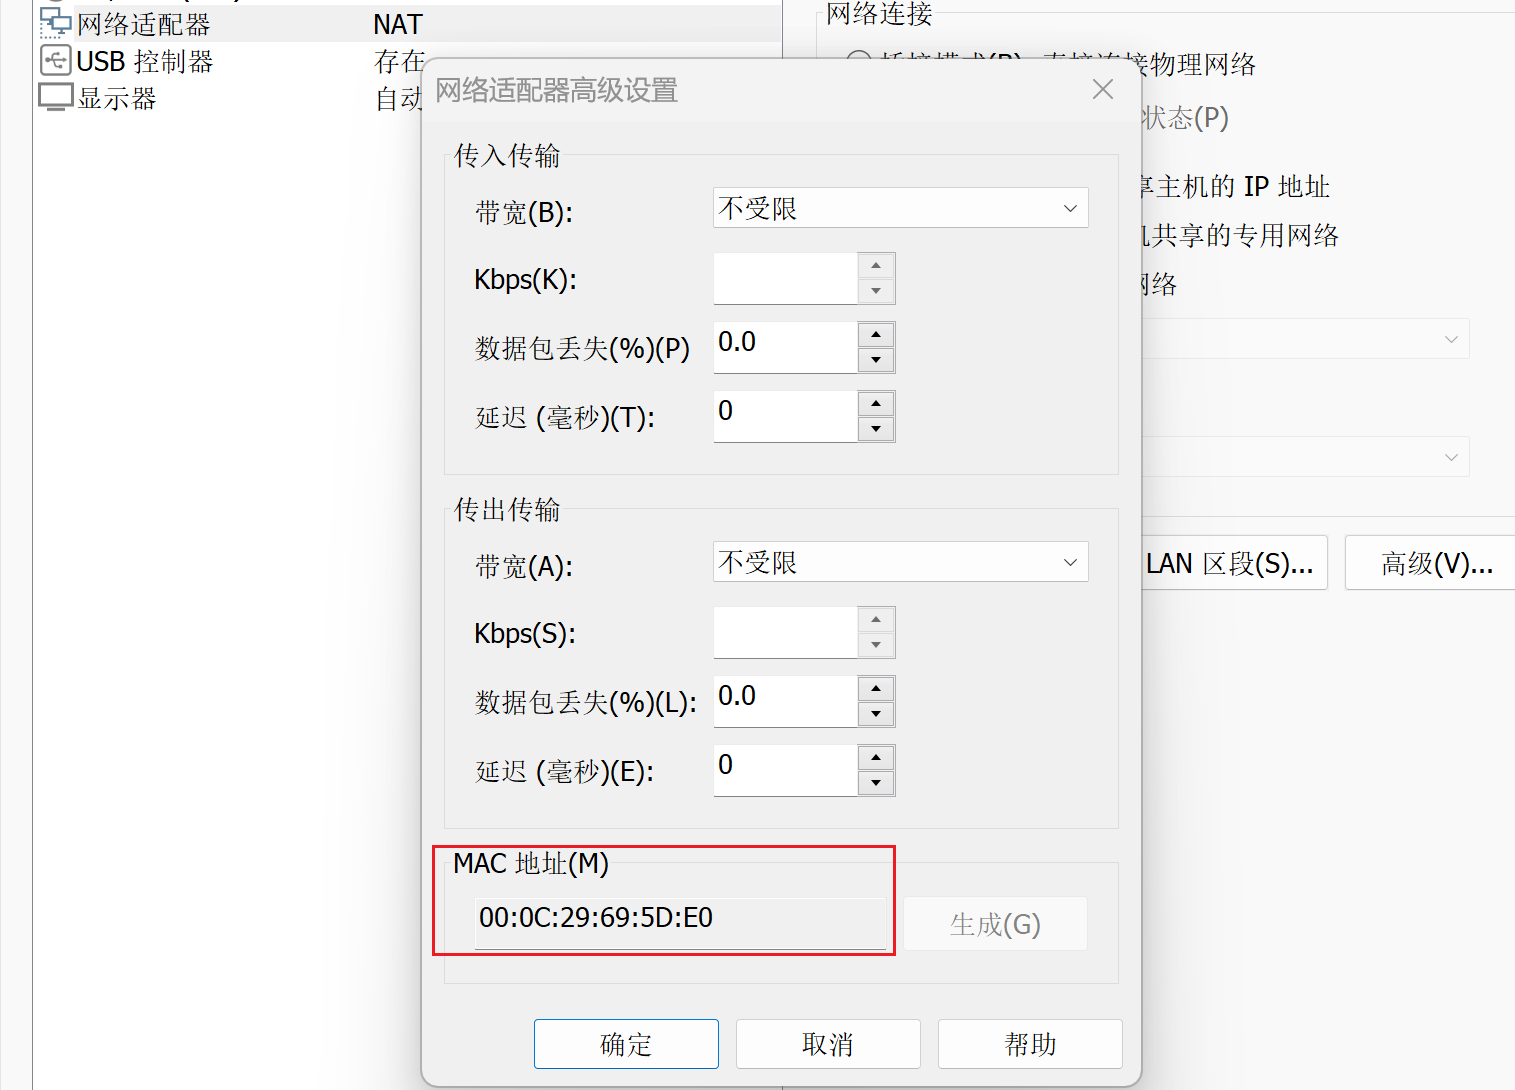 网络适配器 NAT
USB 控制器 存在
显示器 自动
网络连接
直接连接物理网络
状态(P)
享主机的 IP 地址
机共享的专用网络
网络
LAN 区段(S)...
高级(V)...
网络适配器高级设置
传入传输
带宽(B): 不受限
Kbps(K):
数据包丢失(%)(P) 0.0
延迟 (毫秒)(T): 0
传出传输
带宽(A): 不受限
Kbps(S):
数据包丢失(%)(L): 0.0
延迟 (毫秒)(E): 0
MAC 地址(M)
00:0C:29:69:5D:E0
生成(G)
确定
取消
帮助